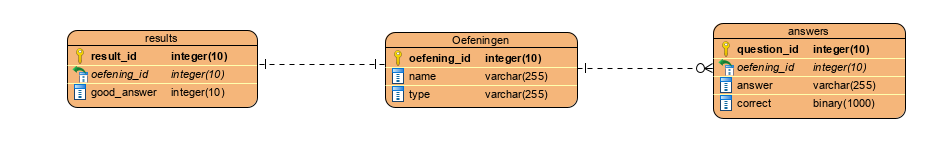 results
result_id integer(10)
oefening_id integer(10)
good_answer integer(10)
Oefeningen
oefening_id integer(10)
name varchar(255)
type varchar(255)
answers
question_id integer(10)
oefening_id integer(10)
answer varchar(255)
correct binary(1000)